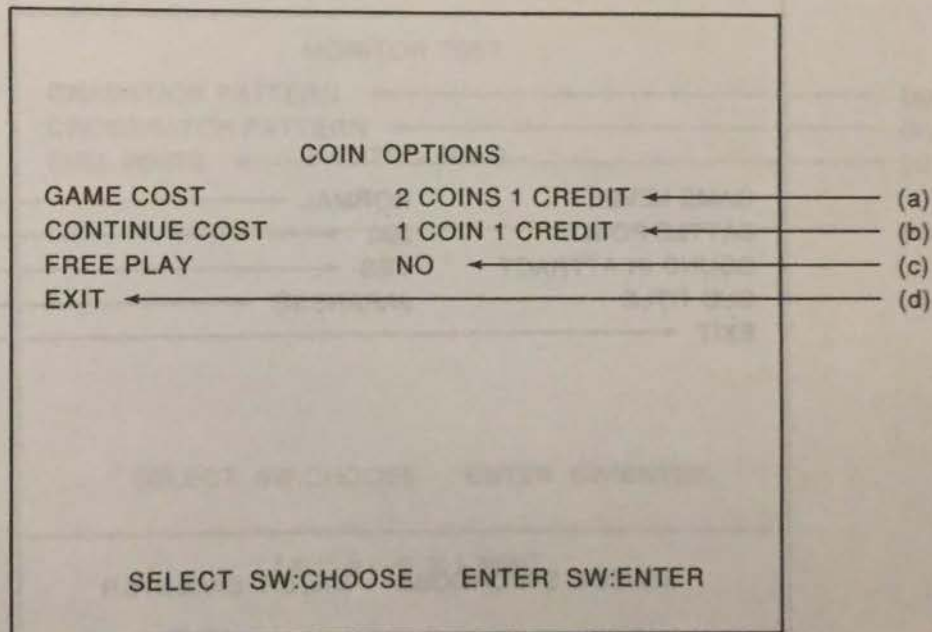 COIN OPTIONS
GAME COST 2 COINS 1 CREDIT (a)
CONTINUE COST 1 COIN 1 CREDIT (b)
FREE PLAY NO (c)
EXIT (d)
SELECT SW:CHOOSE ENTER SW:ENTER